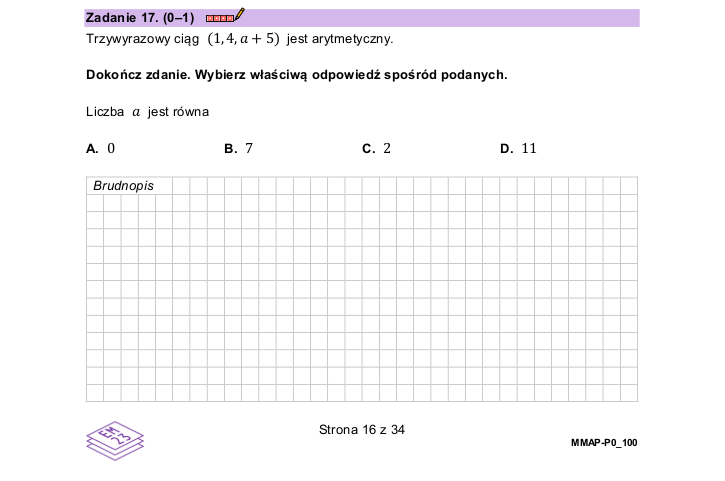 Zadanie 17. (0–1)
Trzywyrazowy ciąg (1, 4, a + 5) jest arytmetyczny.
Dokończ zdanie. Wybierz właściwą odpowiedź spośród podanych.
Liczba a jest równa
A. 0 B. 7 C. 2 D. 11
Brudnopis
EM
23
Strona 16 z 34
MMAP-P0_100